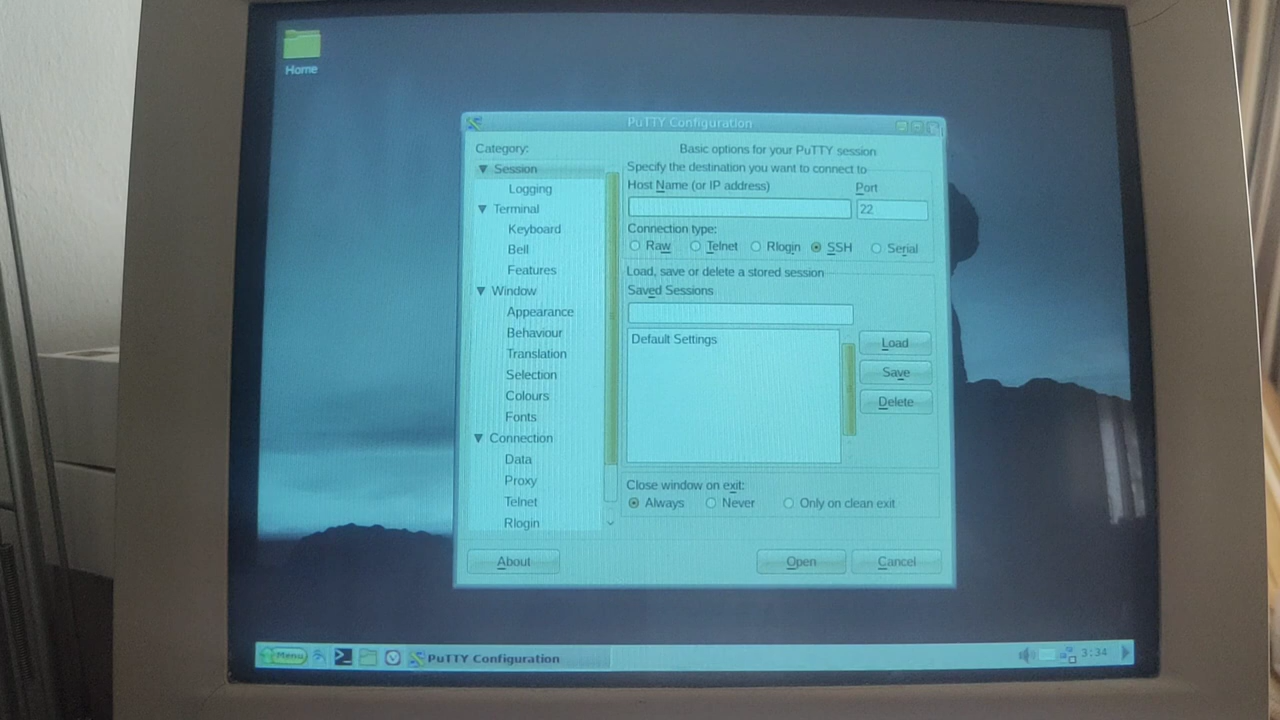 Home
PuTTY Configuration
Category:
Basic options for your PuTTY session
Session
Logging
Terminal
Keyboard
Bell
Features
Window
Appearance
Behaviour
Translation
Selection
Colours
Fonts
Connection
Data
Proxy
Telnet
Rlogin
Specify the destination you want to connect to
Host Name (or IP address)
Port
22
Connection type:
Raw Telnet Rlogin SSH Serial
Load, save or delete a stored session
Saved Sessions
Default Settings
Load
Save
Delete
Close window on exit:
Always Never Only on clean exit
About
Open
Cancel
Menu
PuTTY Configuration
3:34